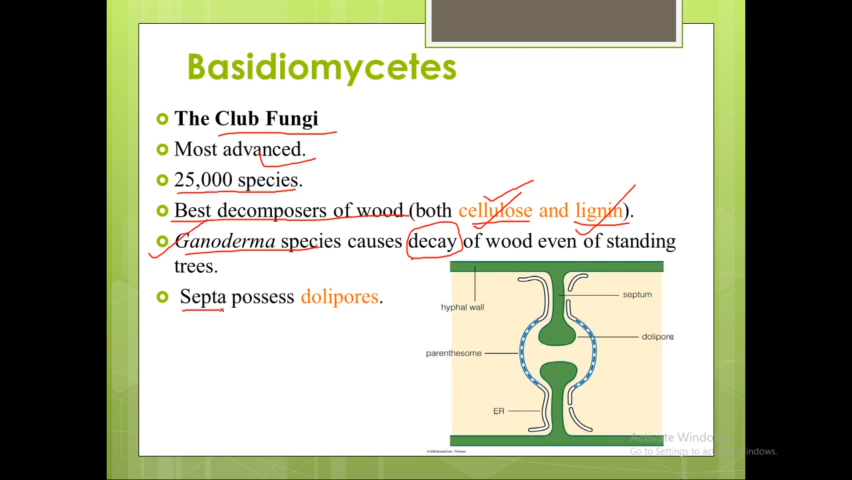 Basidiomycetes
The Club Fungi
Most advanced.
25,000 species.
Best decomposers of wood (both cellulose and lignin).
Ganoderma species causes decay of wood even of standing
trees.
Septa possess dolipores.
hyphal wall
septum
dolipore
parenthesome
ER
Activate Windows
Go to Settings to activate Windows.